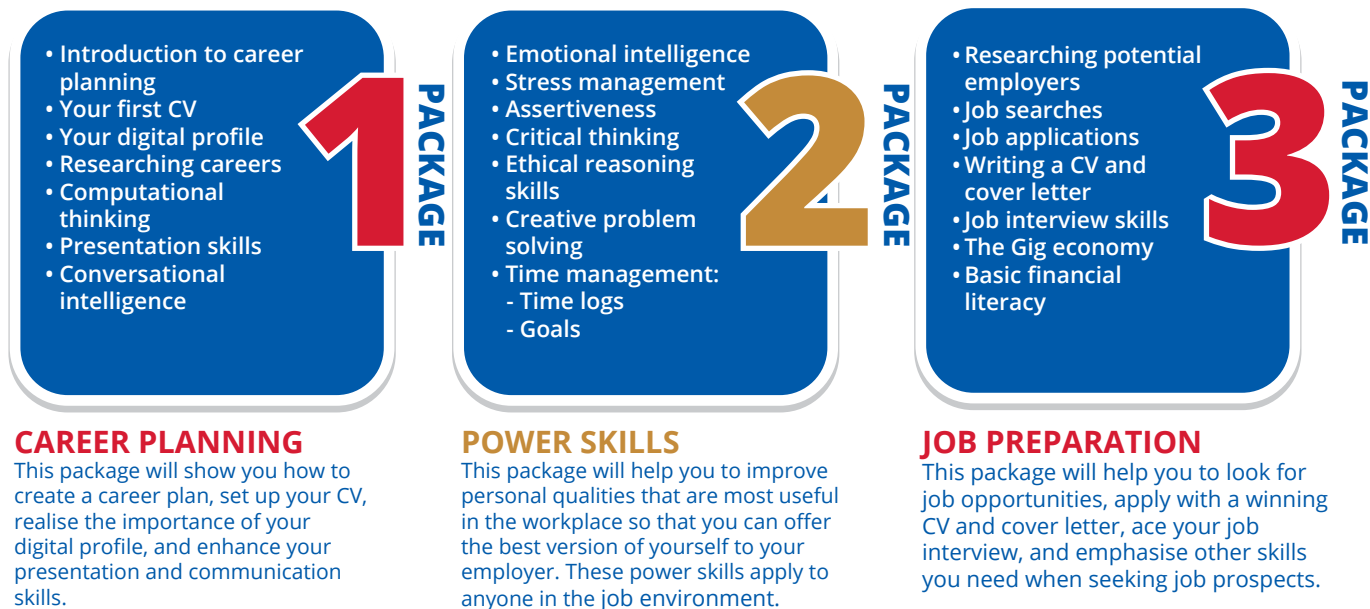 • Introduction to career
planning
• Your first CV
• Your digital profile
• Researching careers
• Computational
thinking
• Presentation skills
• Conversational
intelligence
1
PACKAGE
CAREER PLANNING
This package will show you how to
create a career plan, set up your CV,
realise the importance of your
digital profile, and enhance your
presentation and communication
skills.
• Emotional intelligence
• Stress management
• Assertiveness
• Critical thinking
• Ethical reasoning
skills
• Creative problem
solving
• Time management:
- Time logs
- Goals
2
PACKAGE
POWER SKILLS
This package will help you to improve
personal qualities that are most useful
in the workplace so that you can offer
the best version of yourself to your
employer. These power skills apply to
anyone in the job environment.
• Researching potential
employers
• Job searches
• Job applications
• Writing a CV and
cover letter
• Job interview skills
• The Gig economy
• Basic financial
literacy
3
PACKAGE
JOB PREPARATION
This package will help you to look for
job opportunities, apply with a winning
CV and cover letter, ace your job
interview, and emphasise other skills
you need when seeking job prospects.